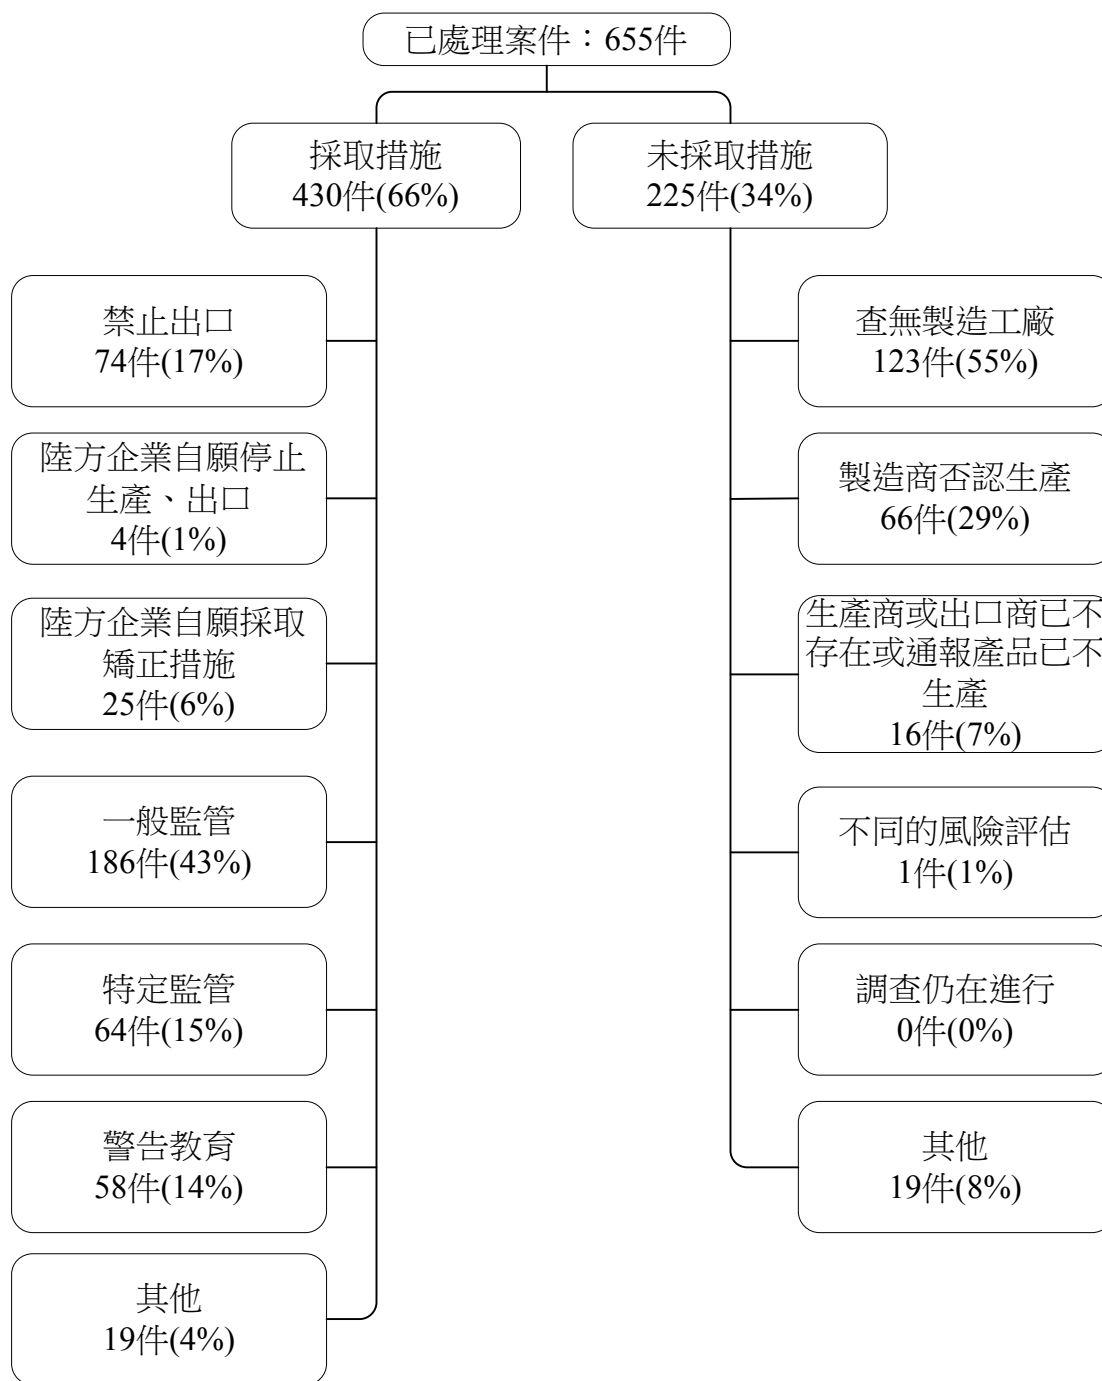 已處理案件：655件
採取措施
430件(66%)
未採取措施
225件(34%)
禁止出口
74件(17%)
陸方企業自願停止
生產、出口
4件(1%)
陸方企業自願採取
矯正措施
25件(6%)
一般監管
186件(43%)
特定監管
64件(15%)
警告教育
58件(14%)
其他
19件(4%)
查無製造工廠
123件(55%)
製造商否認生產
66件(29%)
生產商或出口商已不
存在或通報產品已不
生產
16件(7%)
不同的風險評估
1件(1%)
調查仍在進行
0件(0%)
其他
19件(8%)